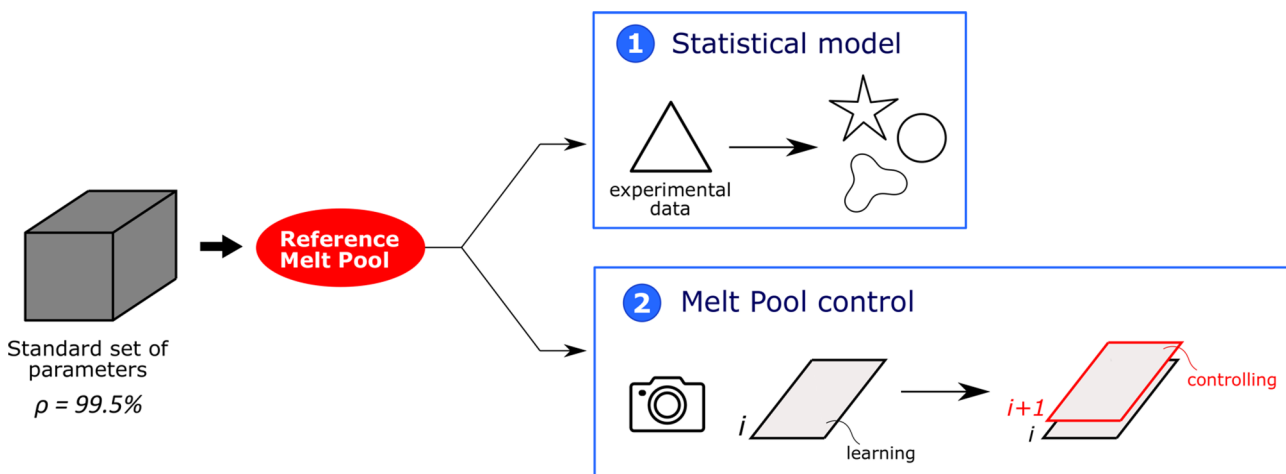 Standard set of
parameters
ρ = 99.5%
Reference
Melt Pool
1 Statistical model
experimental
data
2 Melt Pool control
i
learning
i+1
i
controlling